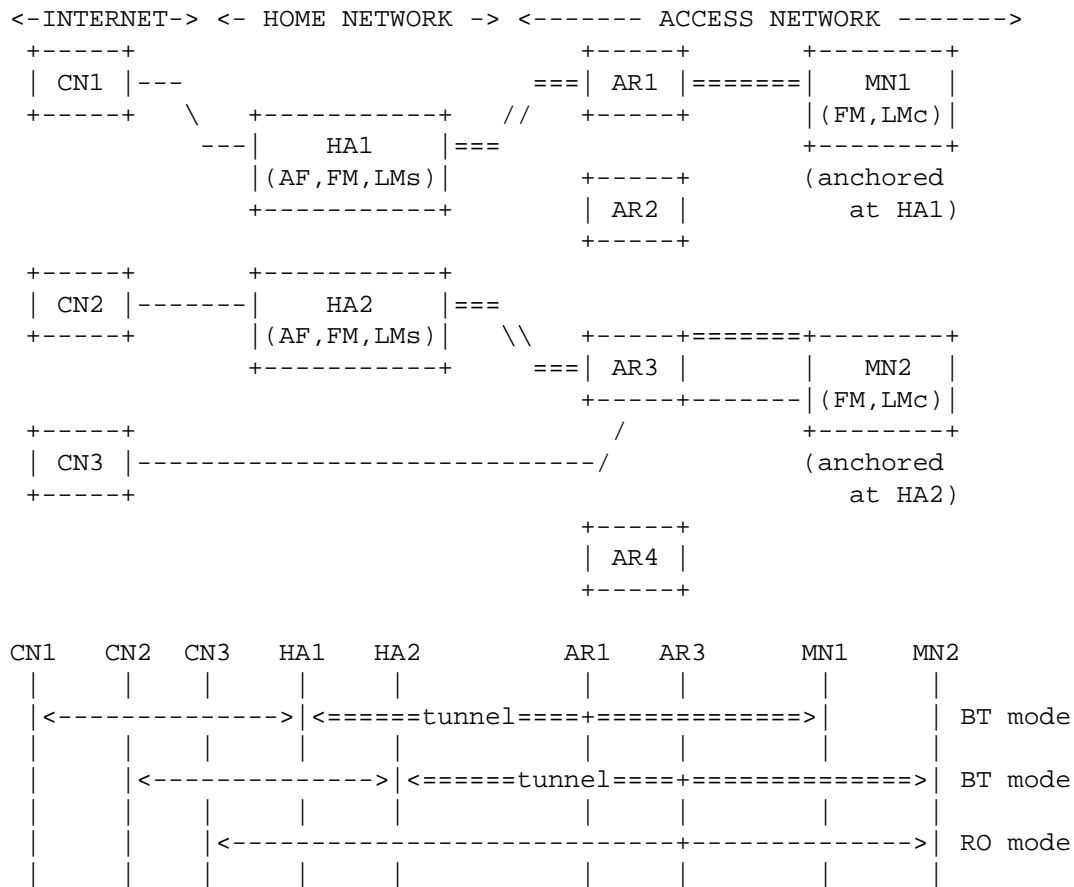 <-INTERNET-> <- HOME NETWORK -> <------- ACCESS NETWORK ------->
CN1 AR1 MN1
(FM,LMc)
HA1
(AF,FM,LMs) (anchored
AR2 at HA1)
CN2 HA2
(AF,FM,LMs)
AR3 MN2
(FM,LMc)
CN3 (anchored
at HA2)
AR4
CN1 CN2 CN3 HA1 HA2 AR1 AR3 MN1 MN2
tunnel BT mode
tunnel BT mode
RO mode